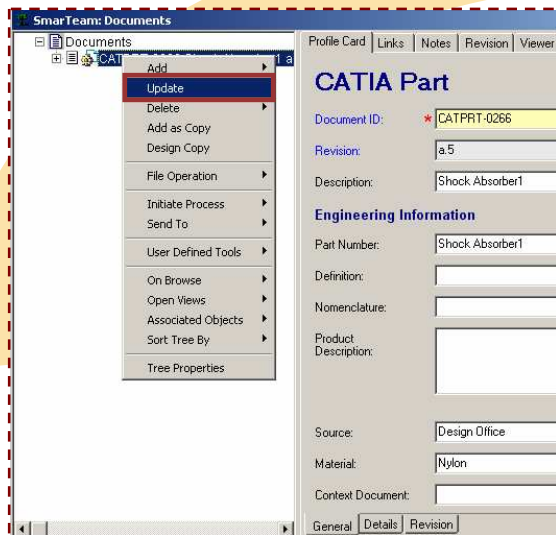 SmarTeam: Documents
Documents
Add
Update
Delete
Add as Copy
Design Copy
File Operation
Initiate Process
Send To
User Defined Tools
On Browse
Open Views
Associated Objects
Sort Tree By
Tree Properties
Profile Card Links Notes Revision Viewer
CATIA Part
Document ID: * CATPRT-0266
Revision: a.5
Description: Shock Absorber1
Engineering Information
Part Number: Shock Absorber1
Definition:
Nomenclature:
Product
Description:
Source: Design Office
Material: Nylon
Context Document:
General Details Revision